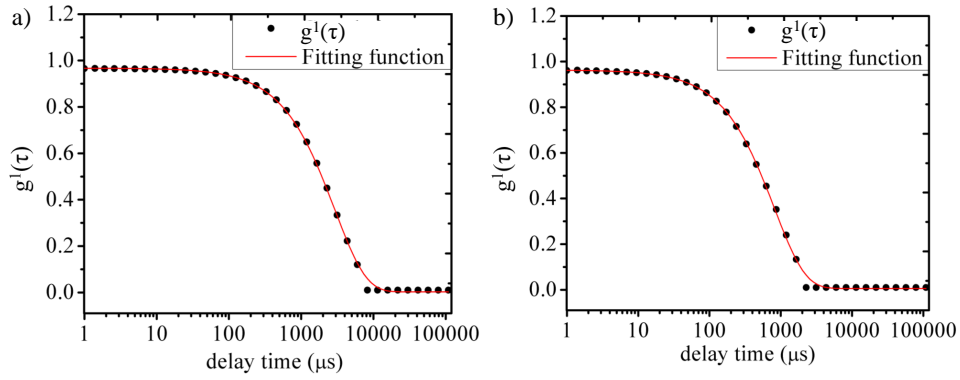 a)
1.2
1.0
0.8
0.6
0.4
0.2
0.0
g¹(τ)
g¹(τ)
Fitting function
1 10 100 1000 10000 100000
delay time (μs)
b)
1.2
1.0
0.8
0.6
0.4
0.2
0.0
g¹(τ)
g¹(τ)
Fitting function
1 10 100 1000 10000 100000
delay time (μs)